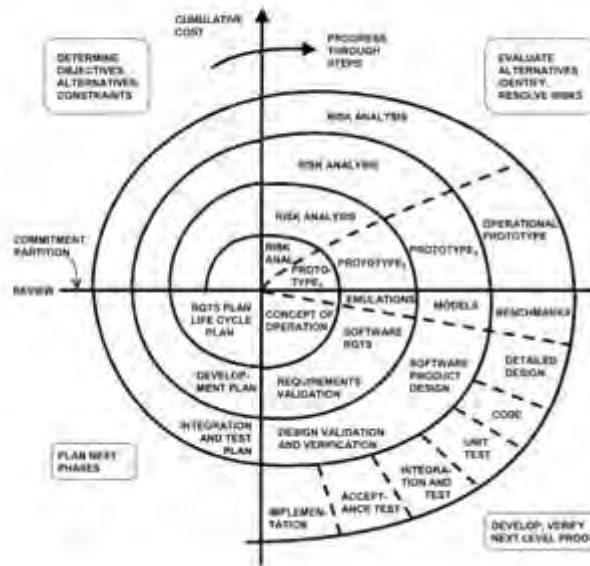 CUMULATIVE
COST
PROGRESS
THROUGH
STEPS
DETERMINE
OBJECTIVES,
ALTERNATIVES,
CONSTRAINTS
EVALUATE
ALTERNATIVES
IDENTIFY,
RESOLVE RISKS
RISK ANALYSIS
RISK ANALYSIS
RISK ANALYSIS
RISK
ANAL
COMMITMENT
PARTITION
REVIEW
PROTO-
TYPE₁
PROTOTYPE₂
PROTOTYPE₃
OPERATIONAL
PROTOTYPE
EMULATIONS
MODELS
BENCHMARKS
RQTS PLAN
LIFE CYCLE
PLAN
CONCEPT OF
OPERATION
SOFTWARE
RQTS
SOFTWARE
PRODUCT
DESIGN
DETAILED
DESIGN
DEVELOP-
MENT PLAN
REQUIREMENTS
VALIDATION
CODE
INTEGRATION
AND TEST
PLAN
DESIGN VALIDATION
AND VERIFICATION
UNIT
TEST
PLAN NEXT
PHASES
INTEGRA-
TION AND
TEST
ACCEPT-
ANCE TEST
IMPLEMEN-
TATION
DEVELOP, VERIFY
NEXT LEVEL PROD